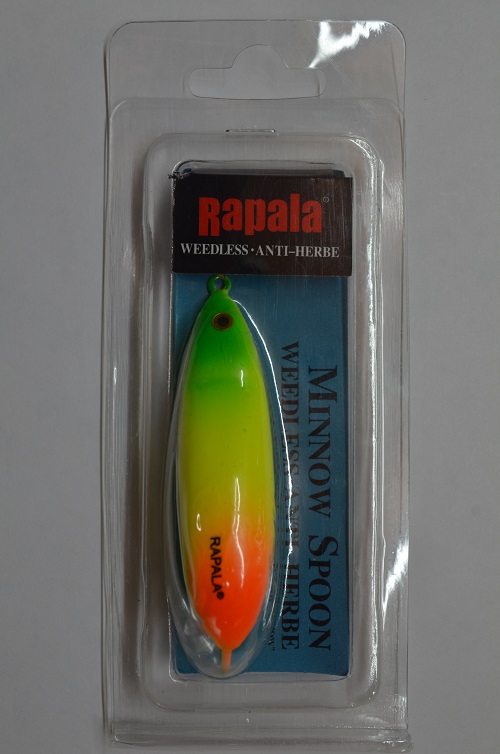 Rapala®
WEEDLESS·ANTI-HERBE
MINNOW SPOON
WEEDLESS ANTI-HERBE
RAPALA®